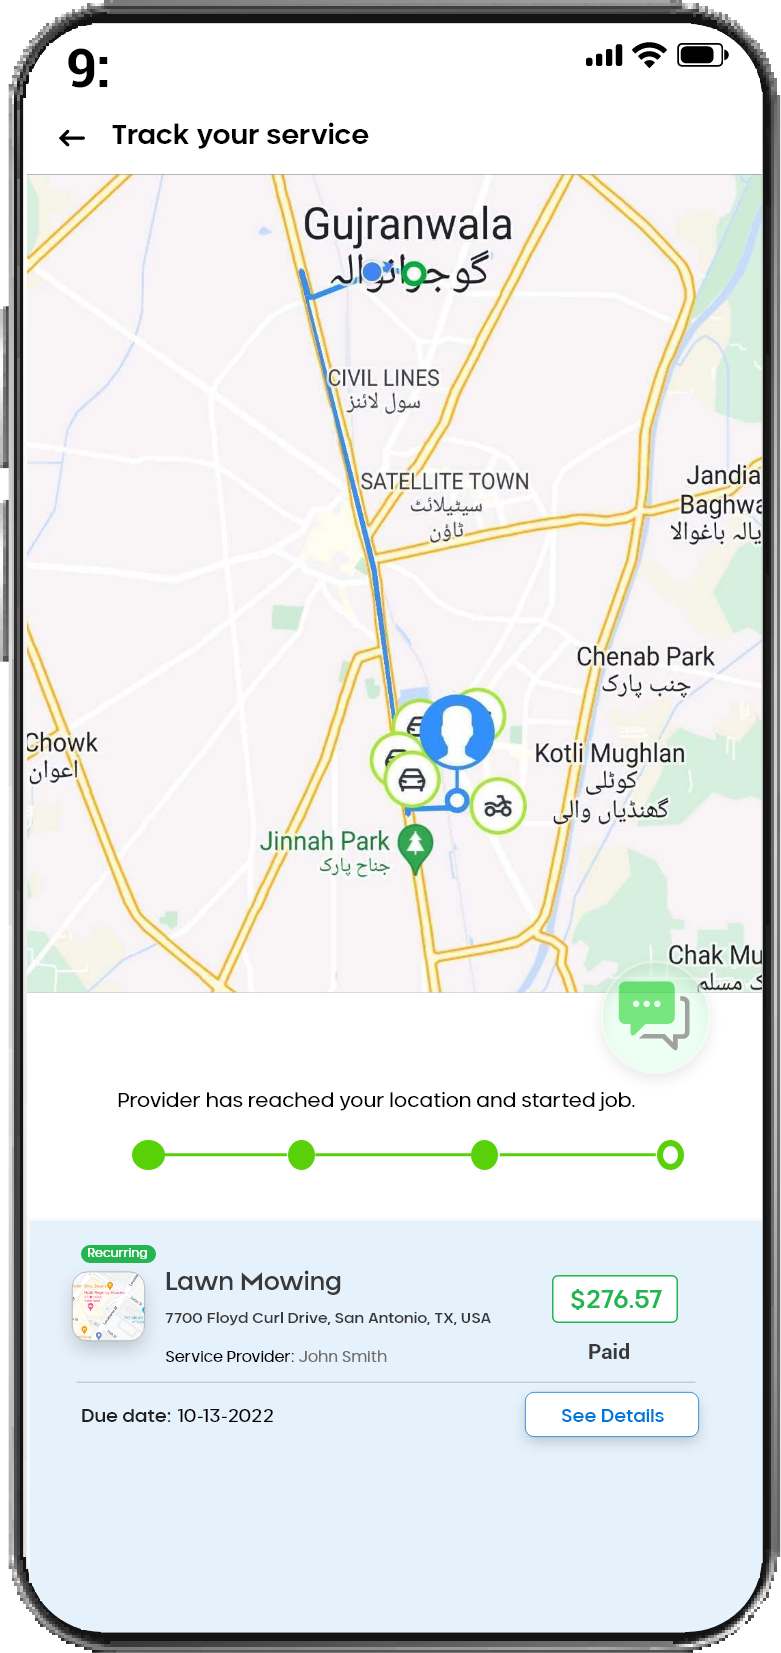 9:
Track your service
Gujranwala
گوجرانوالہ
CIVIL LINES
سول لائنز
SATELLITE TOWN
سیٹیلائٹ
ٹاؤن
Jandia
Baghwa
یالہ باغوالا
Chenab Park
چنب پارک
Chowk
اعوان
Kotli Mughlan
کوٹلی
گھنڈیاں والی
Jinnah Park
جناح پارک
Chak Mu
ک مسلم
Provider has reached your location and started job.
Recurring
Lawn Mowing
7700 Floyd Curl Drive, San Antonio, TX, USA
$276.57
Service Provider: John Smith
Paid
Due date: 10-13-2022
See Details